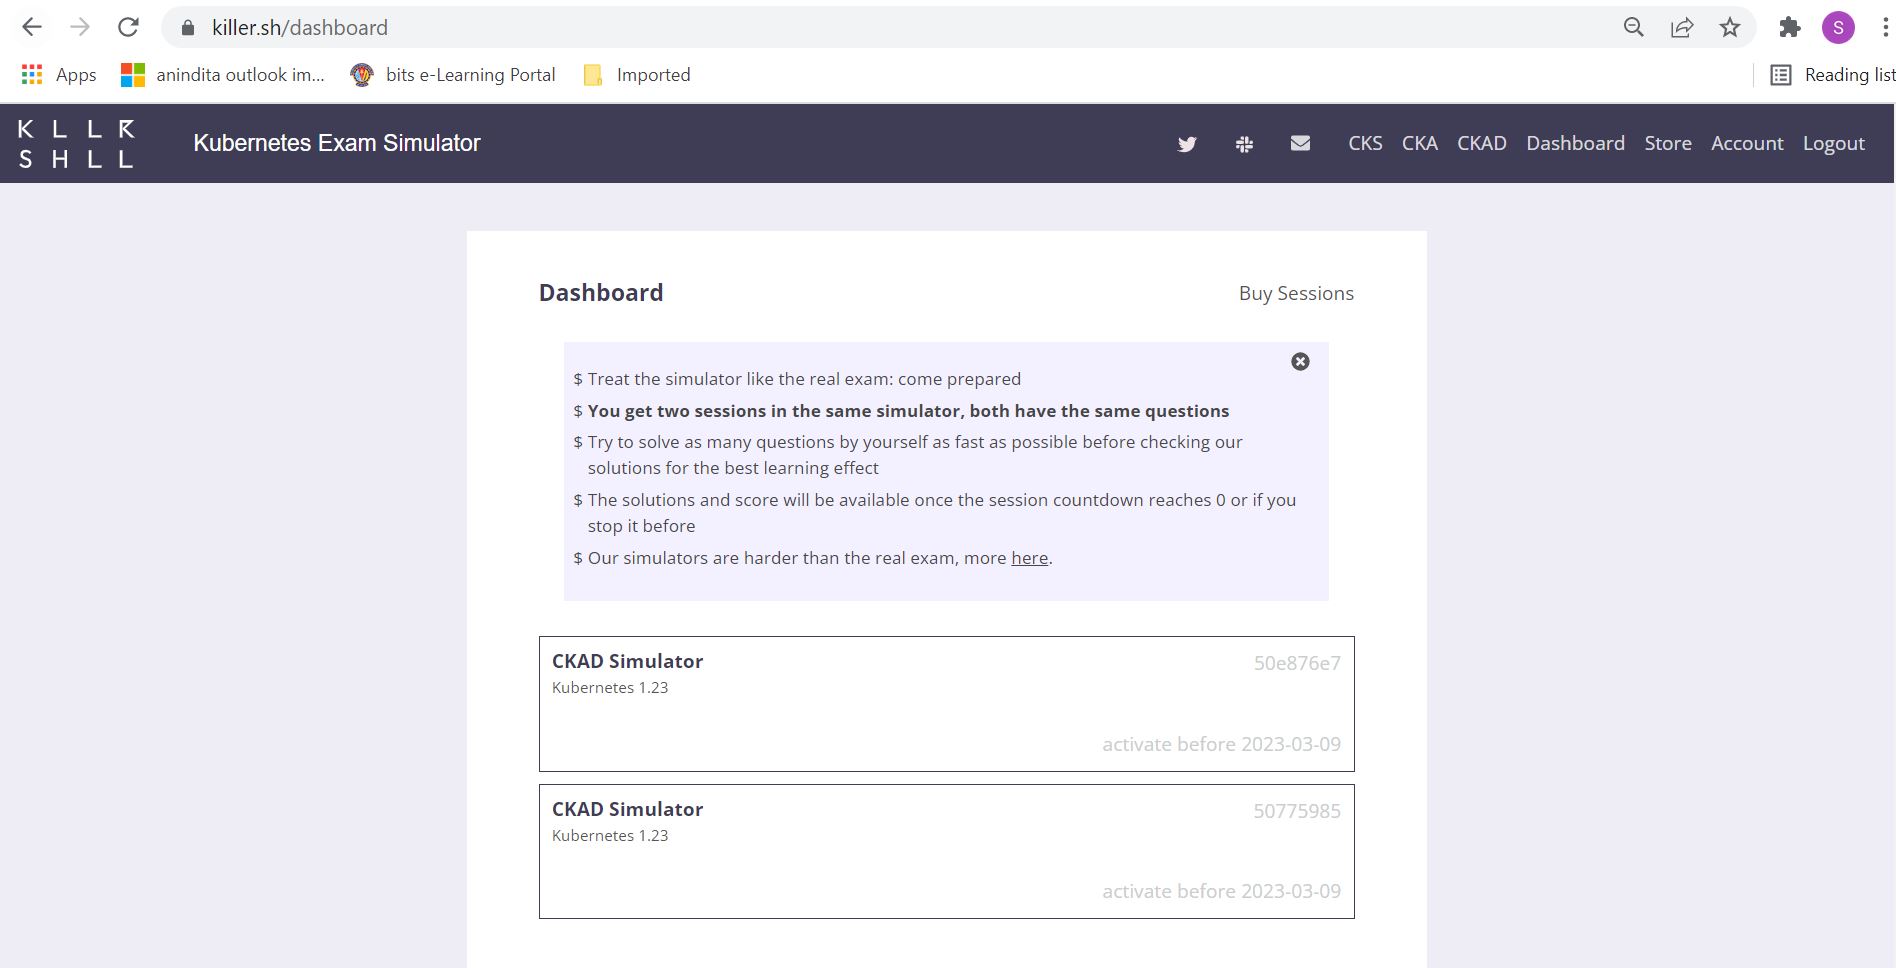 killer.sh/dashboard
S
Apps
anindita outlook im...
bits e-Learning Portal
Imported
Reading list
K L L R
S H L L
Kubernetes Exam Simulator
CKS CKA CKAD Dashboard Store Account Logout
Dashboard
Buy Sessions
$ Treat the simulator like the real exam: come prepared
$ You get two sessions in the same simulator, both have the same questions
$ Try to solve as many questions by yourself as fast as possible before checking our
solutions for the best learning effect
$ The solutions and score will be available once the session countdown reaches 0 or if you
stop it before
$ Our simulators are harder than the real exam, more here.
CKAD Simulator
50e876e7
Kubernetes 1.23
activate before 2023-03-09
CKAD Simulator
50775985
Kubernetes 1.23
activate before 2023-03-09